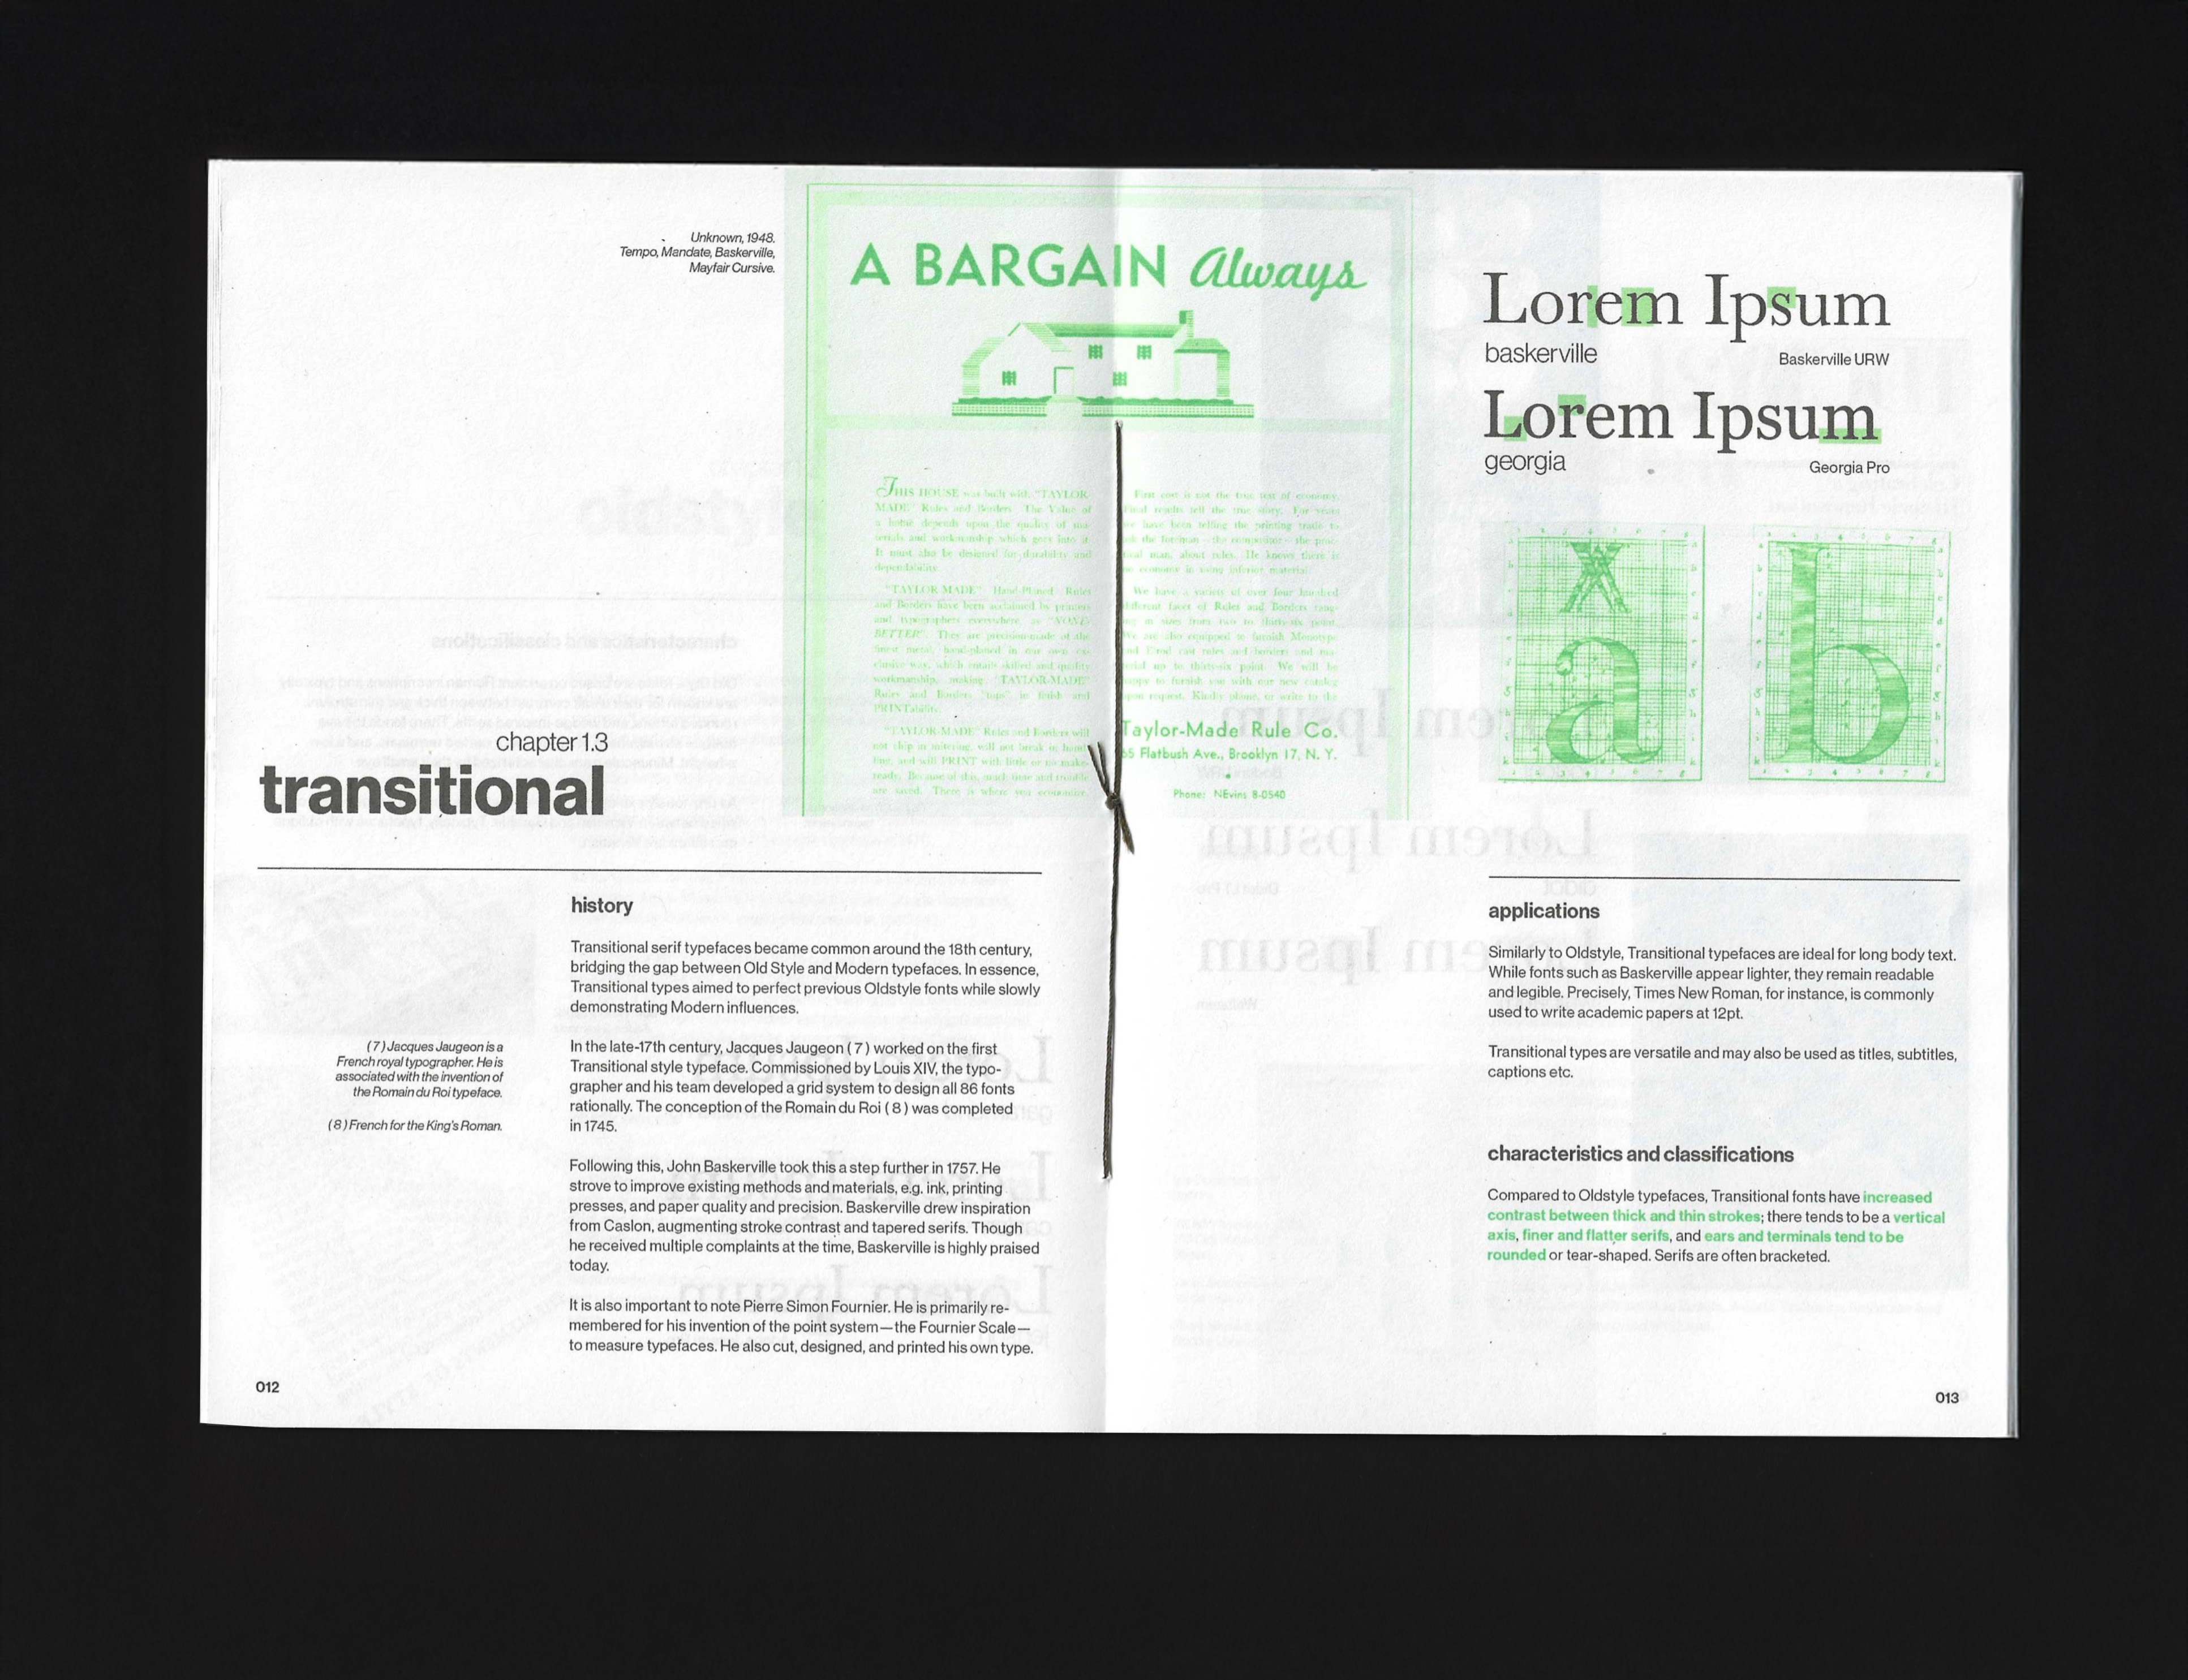 Unknown, 1948.
Tempo, Mandate, Baskerville,
Mayfair Cursive.
chapter 1.3
transitional
history
Transitional serif typefaces became common around the 18th century,
bridging the gap between Old Style and Modern typefaces. In essence,
Transitional types aimed to perfect previous Oldstyle fonts while slowly
demonstrating Modern influences.
In the late-17th century, Jacques Jaugeon (7) worked on the first
Transitional style typeface. Commissioned by Louis XIV, the typo-
grapher and his team developed a grid system to design all 86 fonts
rationally. The conception of the Romain du Roi (8) was completed
in 1745.
Following this, John Baskerville took this a step further in 1757. He
strove to improve existing methods and materials, e.g. ink, printing
presses, and paper quality and precision. Baskerville drew inspiration
from Caslon, augmenting stroke contrast and tapered serifs. Though
he received multiple complaints at the time, Baskerville is highly praised
today.
It is also important to note Pierre Simon Fournier. He is primarily re-
membered for his invention of the point system—the Fournier Scale—
to measure typefaces. He also cut, designed, and printed his own type.
(7) Jacques Jaugeon is a
French royal typographer. He is
associated with the invention of
the Romain du Roi typeface.
(8) French for the King's Roman.
012
A BARGAIN Always
THIS HOUSE was built with "TAYLOR-
MADE" Rules and Borders. The Value of
a home depends upon the quality of ma-
terials and workmanship which goes into it.
It must also be designed for durability and
dependability.
"TAYLOR-MADE" Hand-Planed Rules
and Borders have been acclaimed by printers
and typographers everywhere as "NONE
BETTER". They are precision-made of the
finest metal, hand-planed in our own ex-
clusive way, which entails skilled and quality
workmanship, making "TAYLOR-MADE"
Rules and Borders "tops" in finish and
PRINTability.
"TAYLOR-MADE" Rules and Borders will
not chip in mitering, will not break in hand-
ling, and will PRINT with little or no make-
ready. Because of this, much time and trouble
are saved. There is where you economize.
First cost is not the true test of economy.
Final results tell the true story. For years
we have been telling the printing trade to
ask the foreman—the compositor—the prac-
tical man, about rules. He knows there is
no economy in using inferior material.
We have a variety of over four hundred
different faces of Rules and Borders rang-
ing in sizes from two to thirty-six point.
We are also equipped to furnish Monotype
and Elrod cast rules and borders and ma-
terial up to thirty-six point. We will be
happy to furnish you with our new catalog
upon request. Kindly phone, or write to the
Taylor-Made Rule Co.
Flatbush Ave., Brooklyn 17, N. Y.
Phone: NEvins 8-0540
Lorem Ipsum
baskerville Baskerville URW
Lorem Ipsum
georgia Georgia Pro
a
b
applications
Similarly to Oldstyle, Transitional typefaces are ideal for long body text.
While fonts such as Baskerville appear lighter, they remain readable
and legible. Precisely, Times New Roman, for instance, is commonly
used to write academic papers at 12pt.
Transitional types are versatile and may also be used as titles, subtitles,
captions etc.
characteristics and classifications
Compared to Oldstyle typefaces, Transitional fonts have increased
contrast between thick and thin strokes; there tends to be a vertical
axis, finer and flatter serifs, and ears and terminals tend to be
rounded or tear-shaped. Serifs are often bracketed.
013